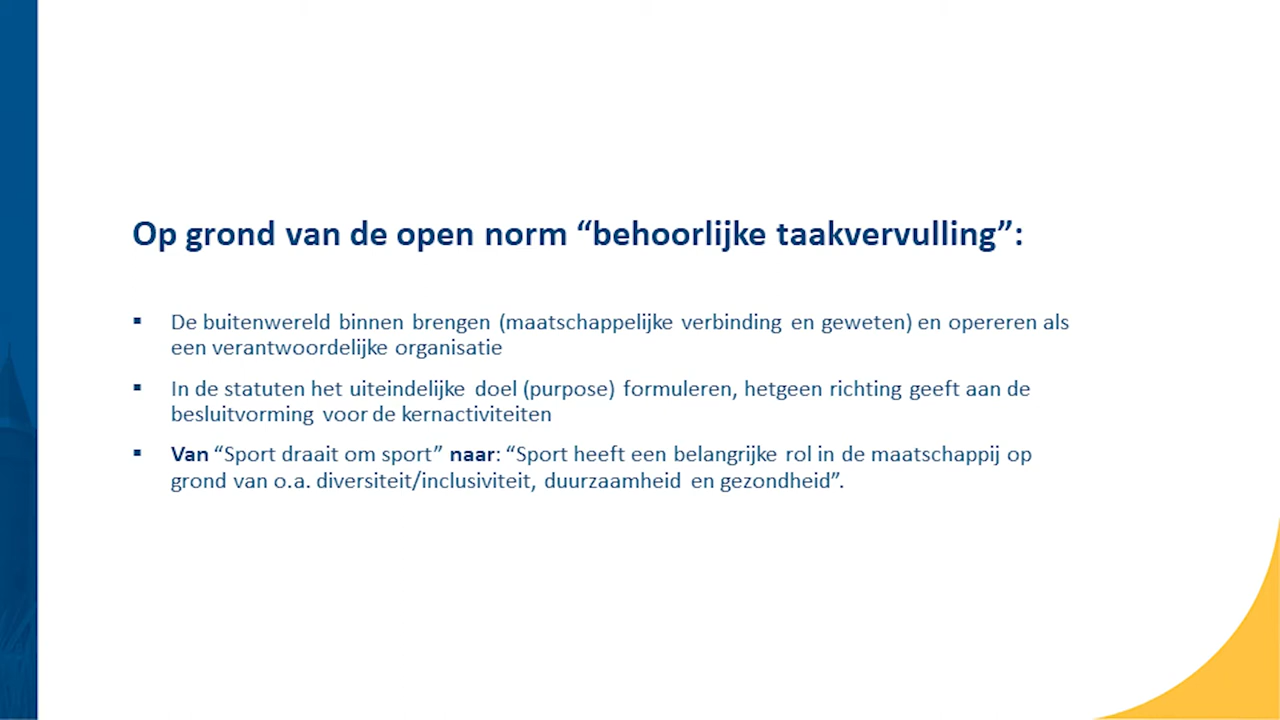 Op grond van de open norm “behoorlijke taakvervulling”:
▪ De buitenwereld binnen brengen (maatschappelijke verbinding en geweten) en opereren als
een verantwoordelijke organisatie
▪ In de statuten het uiteindelijke doel (purpose) formuleren, hetgeen richting geeft aan de
besluitvorming voor de kernactiviteiten
▪ Van “Sport draait om sport” naar: “Sport heeft een belangrijke rol in de maatschappij op
grond van o.a. diversiteit/inclusiviteit, duurzaamheid en gezondheid”.